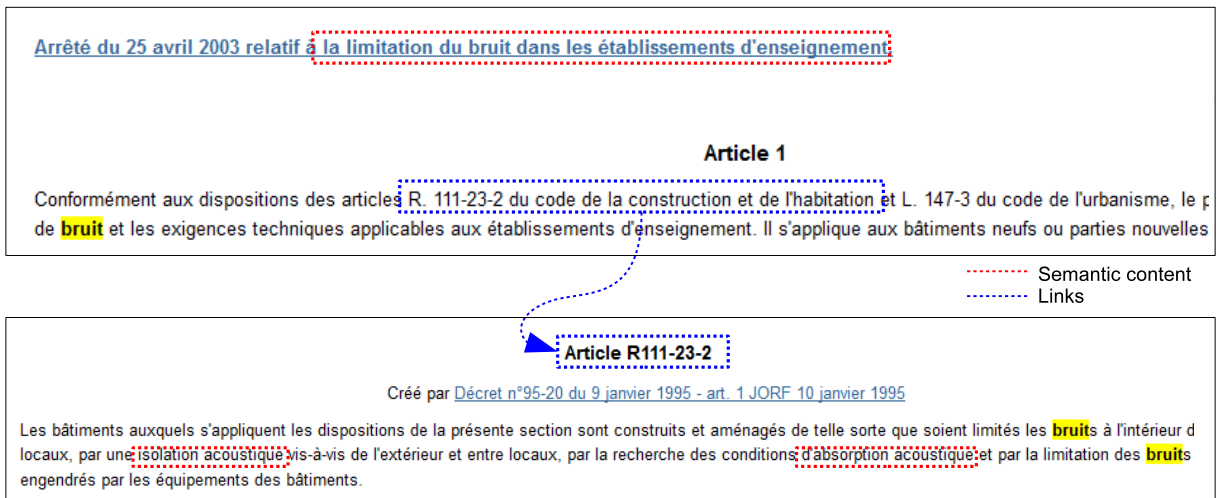 Arrêté du 25 avril 2003 relatif à la limitation du bruit dans les établissements d'enseignement
Article 1
Conformément aux dispositions des articles R. 111-23-2 du code de la construction et de l'habitation et L. 147-3 du code de l'urbanisme, le
de bruit et les exigences techniques applicables aux établissements d'enseignement. Il s'applique aux bâtiments neufs ou parties nouvelles
Semantic content
Links
Article R111-23-2
Créé par Décret n°95-20 du 9 janvier 1995 - art. 1 JORF 10 janvier 1995
Les bâtiments auxquels s'appliquent les dispositions de la présente section sont construits et aménagés de telle sorte que soient limités les bruits à l'intérieur d
locaux, par une isolation acoustique vis-à-vis de l'extérieur et entre locaux, par la recherche des conditions d'absorption acoustique et par la limitation des bruits
engendrés par les équipements des bâtiments.